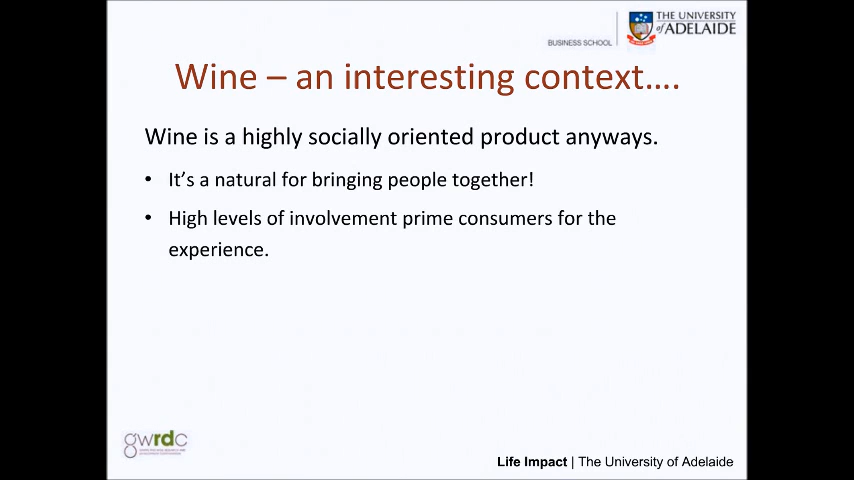 THE UNIVERSITY
of ADELAIDE
BUSINESS SCHOOL
Wine – an interesting context….
Wine is a highly socially oriented product anyways.
• It’s a natural for bringing people together!
• High levels of involvement prime consumers for the
experience.
gwrdc
Life Impact | The University of Adelaide